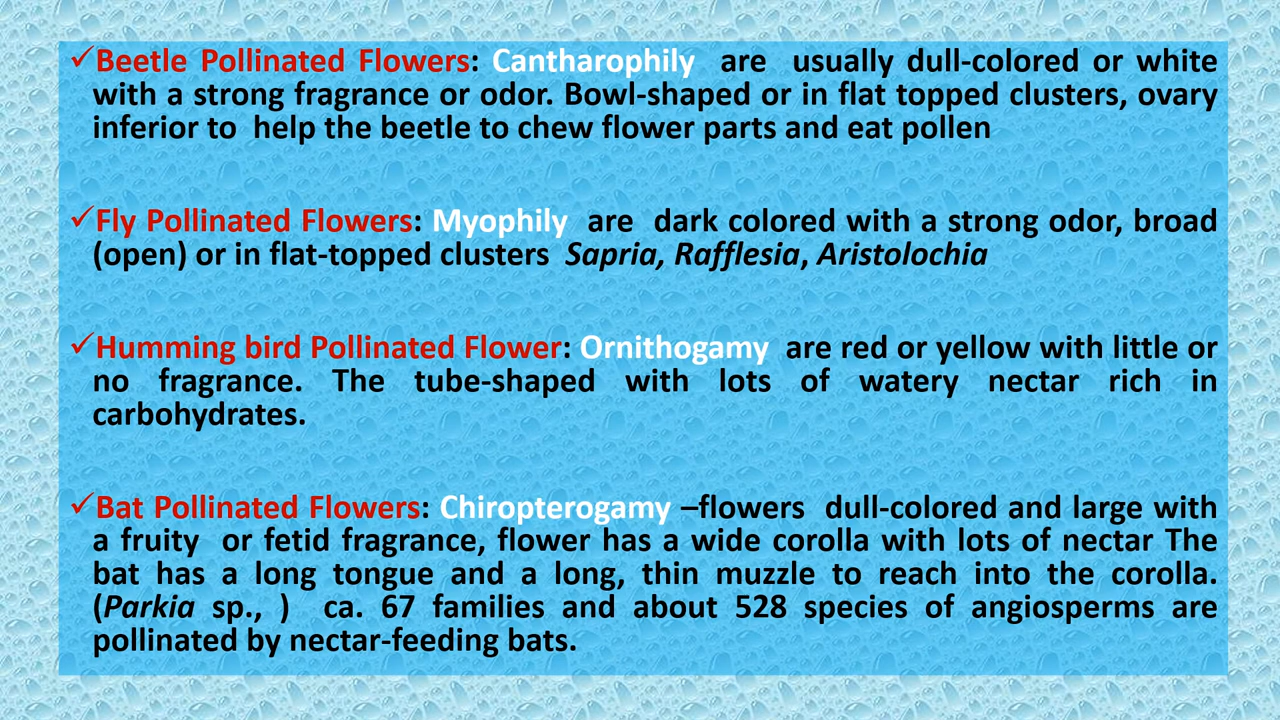 ✓Beetle Pollinated Flowers: Cantharophily are usually dull-colored or white
with a strong fragrance or odor. Bowl-shaped or in flat topped clusters, ovary
inferior to help the beetle to chew flower parts and eat pollen
✓Fly Pollinated Flowers: Myophily are dark colored with a strong odor, broad
(open) or in flat-topped clusters Sapria, Rafflesia, Aristolochia
✓Humming bird Pollinated Flower: Ornithogamy are red or yellow with little or
no fragrance. The tube-shaped with lots of watery nectar rich in
carbohydrates.
✓Bat Pollinated Flowers: Chiropterogamy –flowers dull-colored and large with
a fruity or fetid fragrance, flower has a wide corolla with lots of nectar The
bat has a long tongue and a long, thin muzzle to reach into the corolla.
(Parkia sp., ) ca. 67 families and about 528 species of angiosperms are
pollinated by nectar-feeding bats.